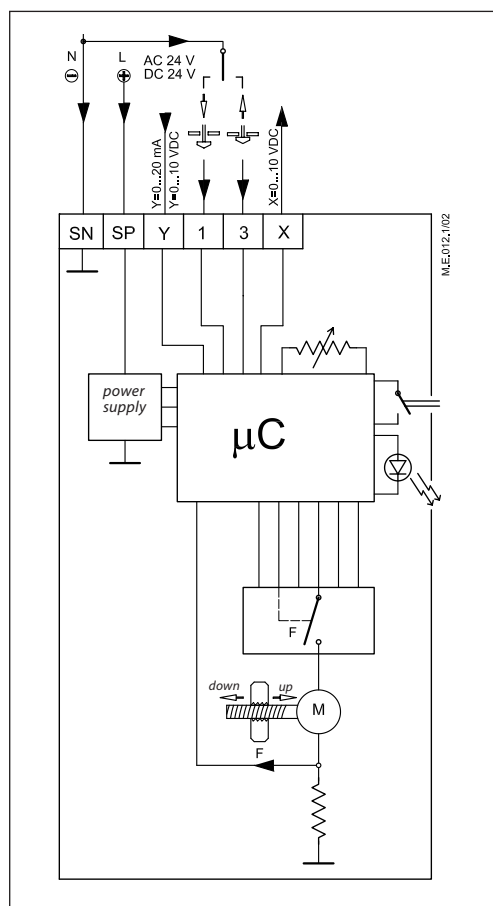 N
L
AC 24 V
DC 24 V
Y=0...20 mA
Y=0...10 VDC
X=0...10 VDC
SN SP Y 1 3 X
M.E.012.1/02
power
supply
µC
F
down up
M
F